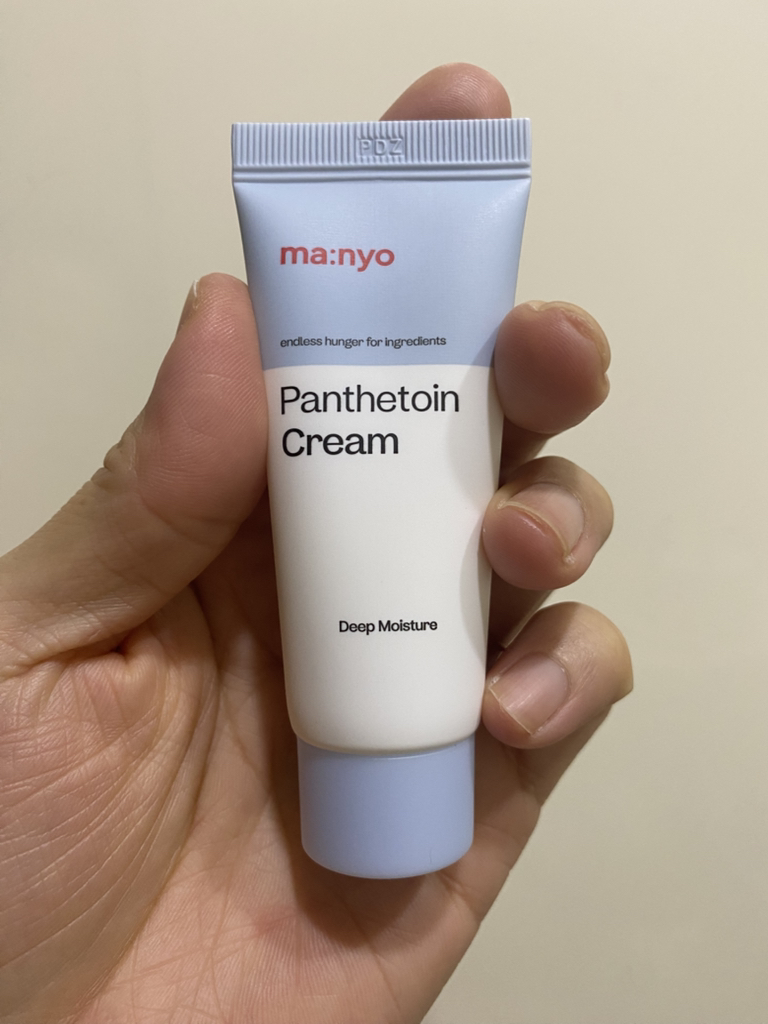 PDZ
ma:nyo
endless hunger for ingredients
Panthetoin
Cream
Deep Moisture